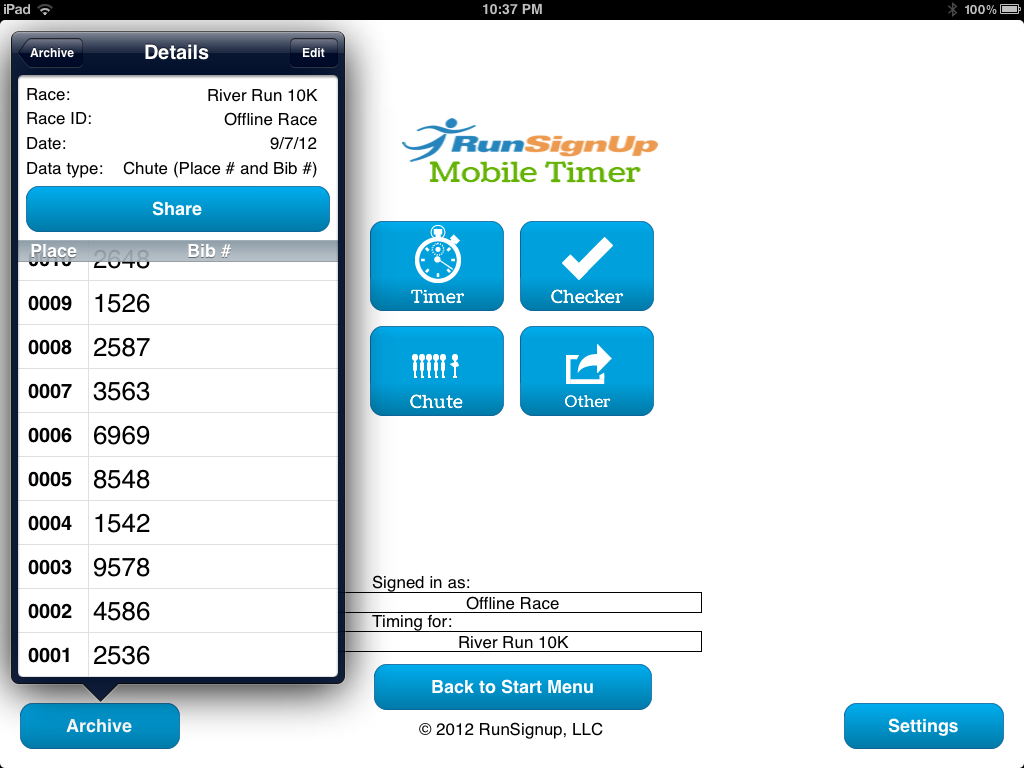 iPad 10:37 PM 100%
Archive Details Edit
Race: River Run 10K
Race ID: Offline Race
Date: 9/7/12
Data type: Chute (Place # and Bib #)
Share
Place Bib #
0010 2648
0009 1526
0008 2587
0007 3563
0006 6969
0005 8548
0004 1542
0003 9578
0002 4586
0001 2536
Archive
RunSignUp
Mobile Timer
Timer Checker
Chute Other
Signed in as:
Offline Race
Timing for:
River Run 10K
Back to Start Menu
© 2012 RunSignup, LLC
Settings